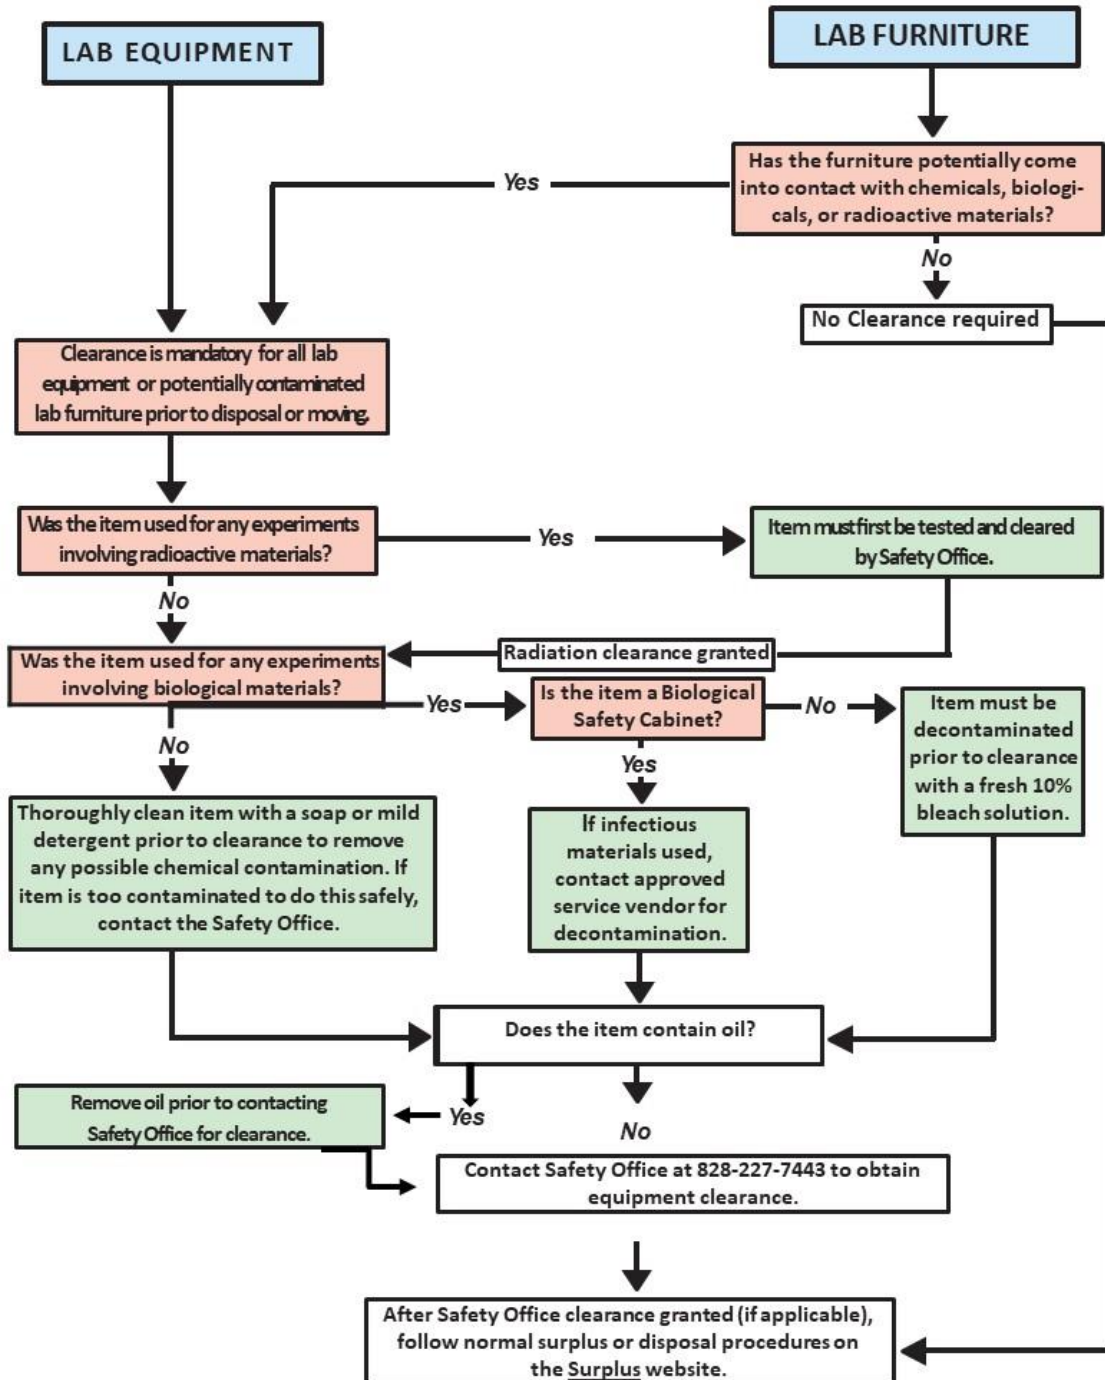 LAB EQUIPMENT
LAB FURNITURE
Has the furniture potentially come
into contact with chemicals, biologi-
cals, or radioactive materials?
Yes
No
No Clearance required
Clearance is mandatory for all lab
equipment or potentially contaminated
lab furniture prior to disposal or moving.
Was the item used for any experiments
involving radioactive materials?
Yes
Item must first be tested and cleared
by Safety Office.
No
Radiation clearance granted
Was the item used for any experiments
involving biological materials?
Yes
Is the item a Biological
Safety Cabinet?
No
Item must be
decontaminated
prior to clearance
with a fresh 10%
bleach solution.
No
Yes
Thoroughly clean item with a soap or mild
detergent prior to clearance to remove
any possible chemical contamination. If
item is too contaminated to do this safely,
contact the Safety Office.
If infectious
materials used,
contact approved
service vendor for
decontamination.
Does the item contain oil?
Yes
Remove oil prior to contacting
Safety Office for clearance.
No
Contact Safety Office at 828-227-7443 to obtain
equipment clearance.
After Safety Office clearance granted (if applicable),
follow normal surplus or disposal procedures on
the Surplus website.